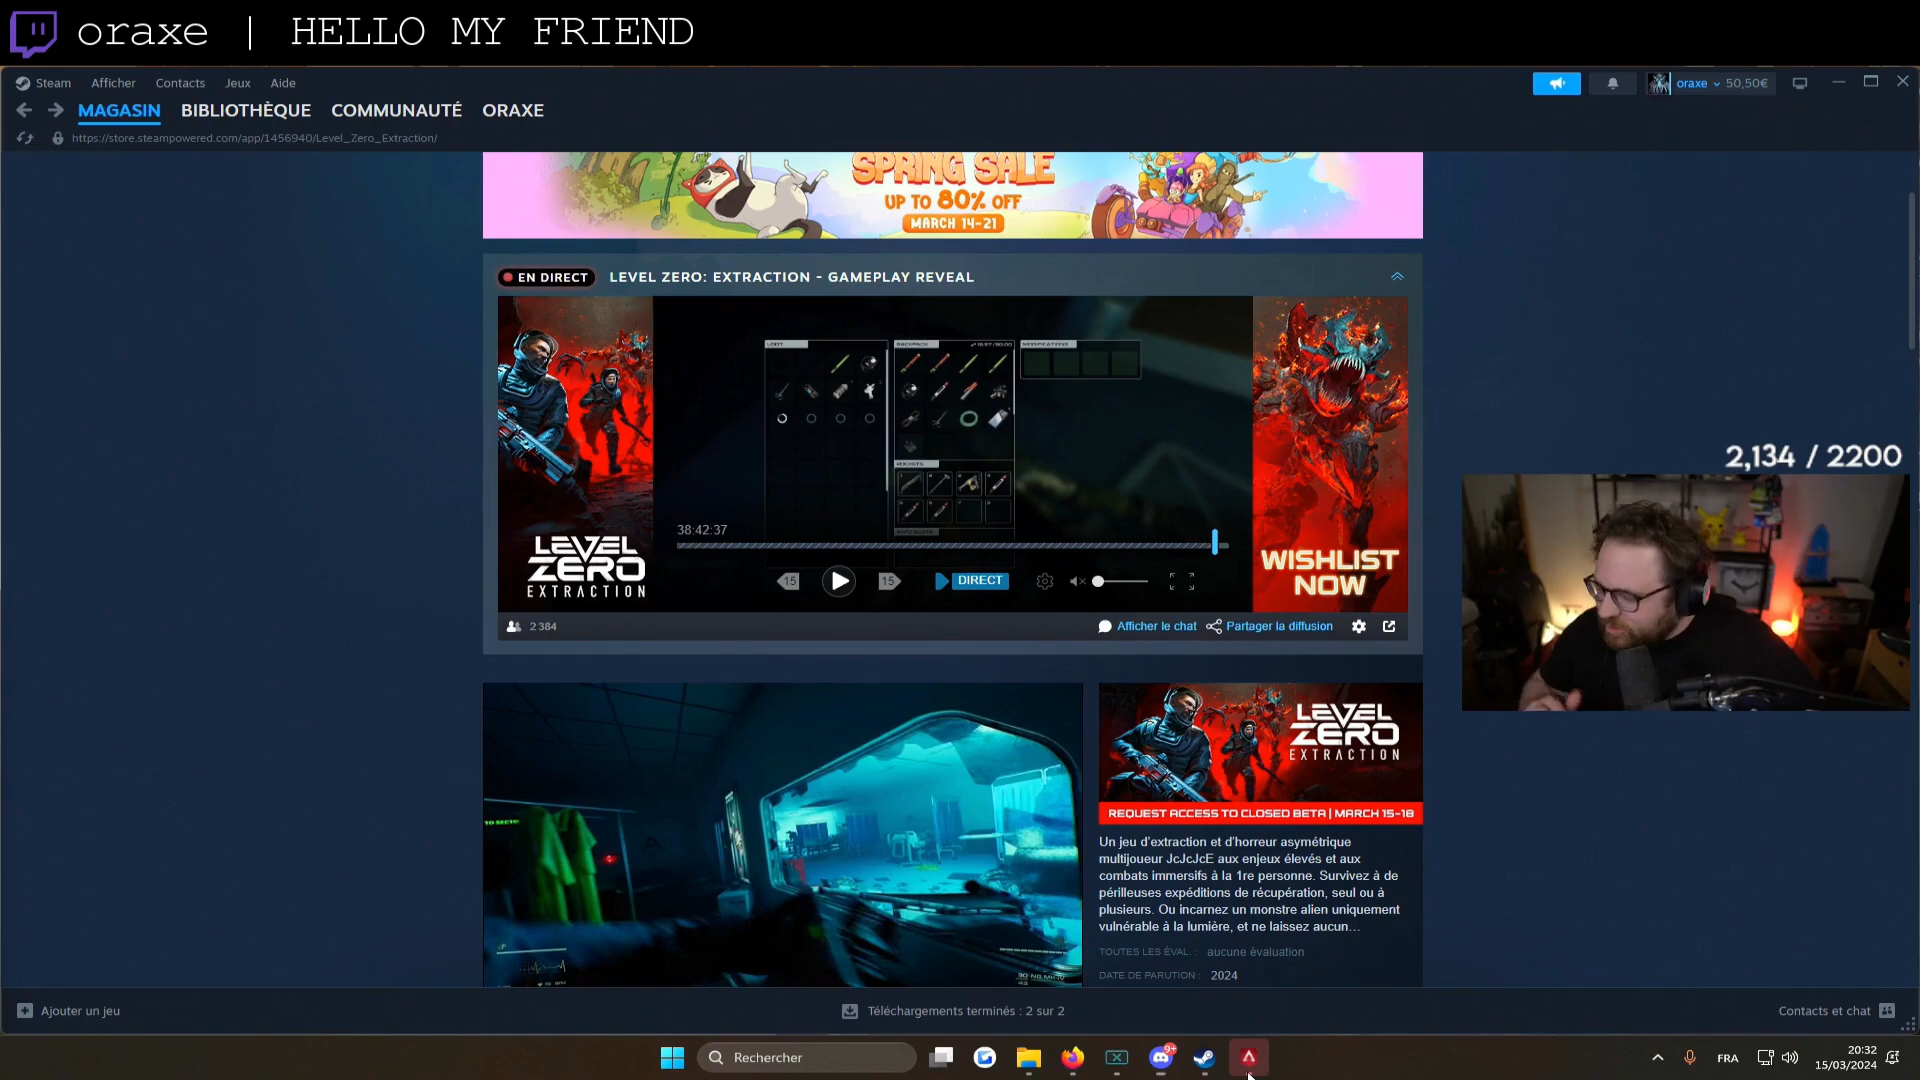 oraxe | HELLO MY FRIEND
Steam Afficher Contacts Jeux Aide
oraxe 50,50€
MAGASIN BIBLIOTHÈQUE COMMUNAUTÉ ORAXE
https://store.steampowered.com/app/1456940/Level_Zero_Extraction/
SPRING SALE
UP TO 80% OFF
MARCH 14-21
EN DIRECT LEVEL ZERO: EXTRACTION - GAMEPLAY REVEAL
LOOT
BACKPACK
MODIFICATIONS
POCKETS
38:42:37
15 15 DIRECT
LEVEL ZERO
EXTRACTION
WISHLIST
NOW
2 384
Afficher le chat Partager la diffusion
2,134 / 2200
LEVEL ZERO
EXTRACTION
REQUEST ACCESS TO CLOSED BETA | MARCH 15-18
Un jeu d'extraction et d'horreur asymétrique
multijoueur JcJcJcE aux enjeux élevés et aux
combats immersifs à la 1re personne. Survivez à de
périlleuses expéditions de récupération, seul ou à
plusieurs. Ou incarnez un monstre alien uniquement
vulnérable à la lumière, et ne laissez aucun...
TOUTES LES ÉVAL. : aucune évaluation
DATE DE PARUTION : 2024
Ajouter un jeu
Téléchargements terminés : 2 sur 2
Contacts et chat
Rechercher
9+
FRA
20:32
15/03/2024